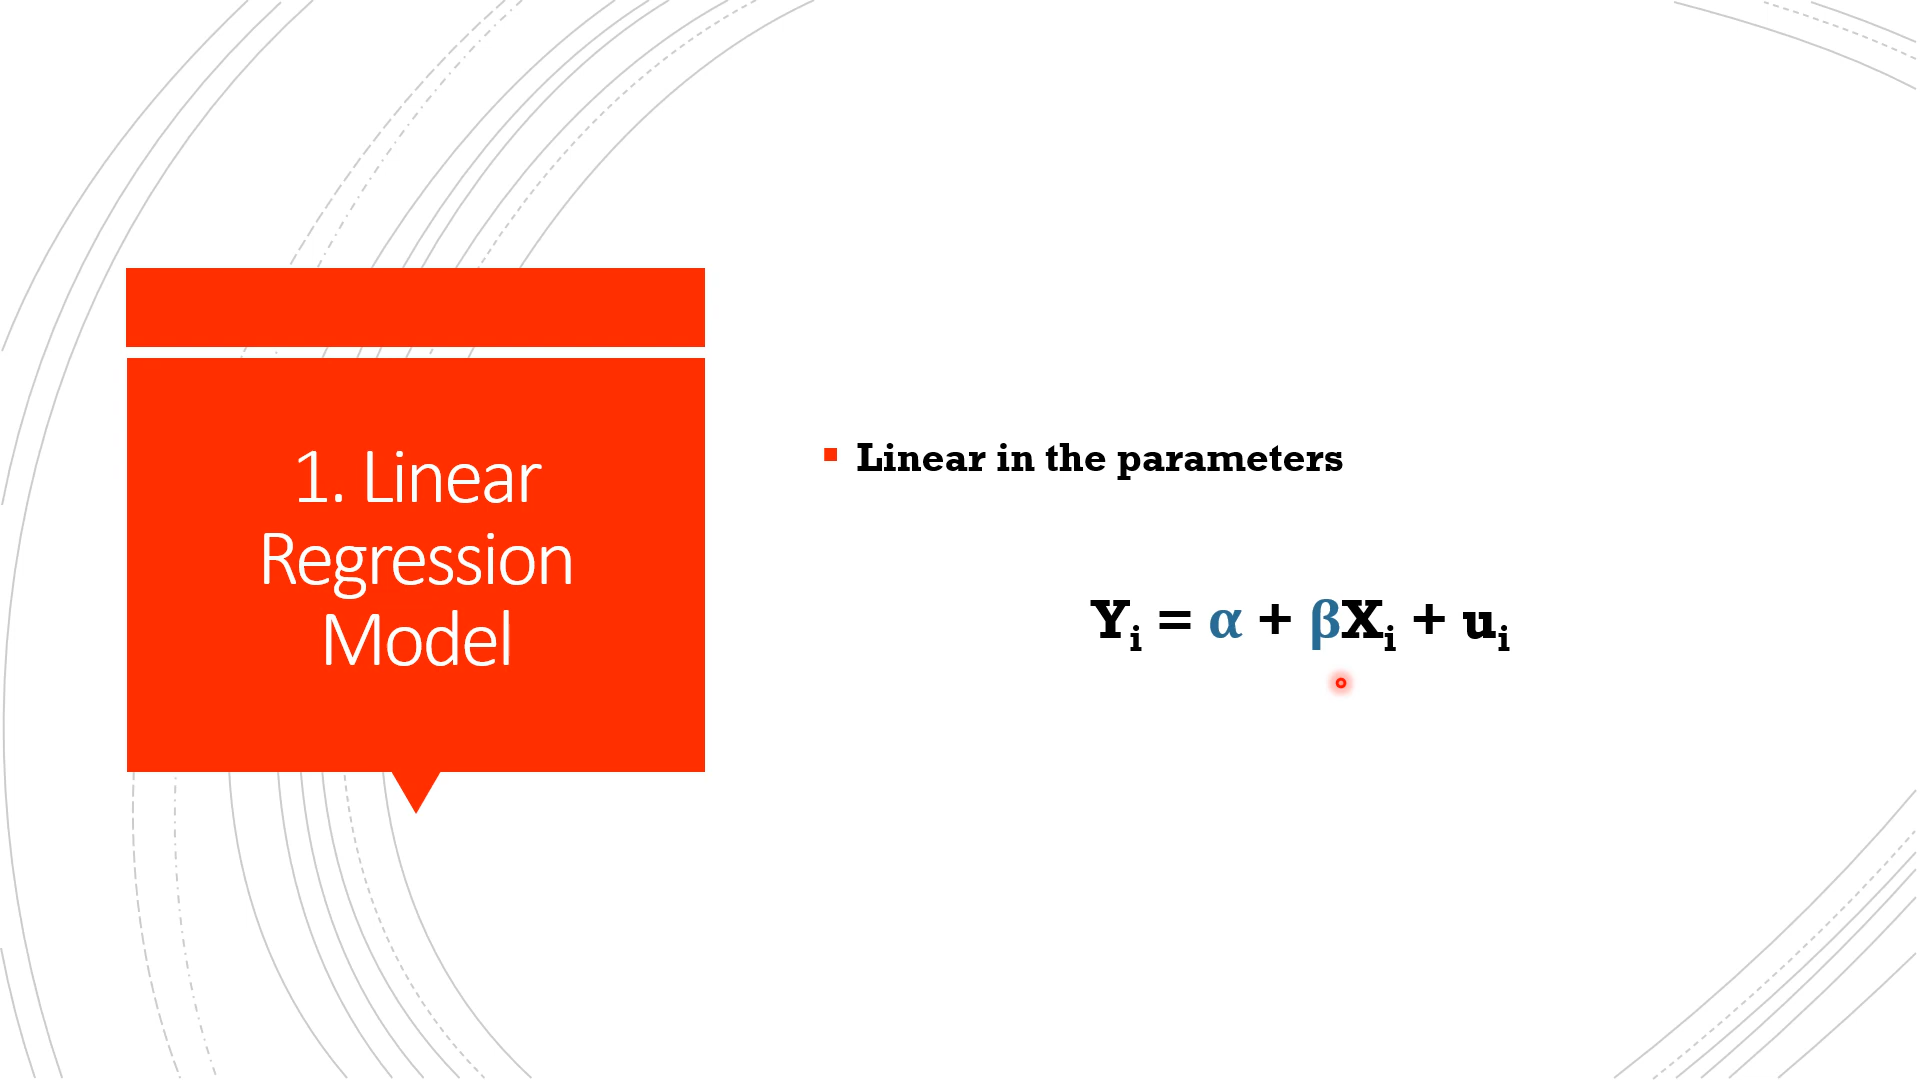 1. Linear
Regression
Model
▪ Linear in the parameters
Yᵢ = α + βXᵢ + uᵢ